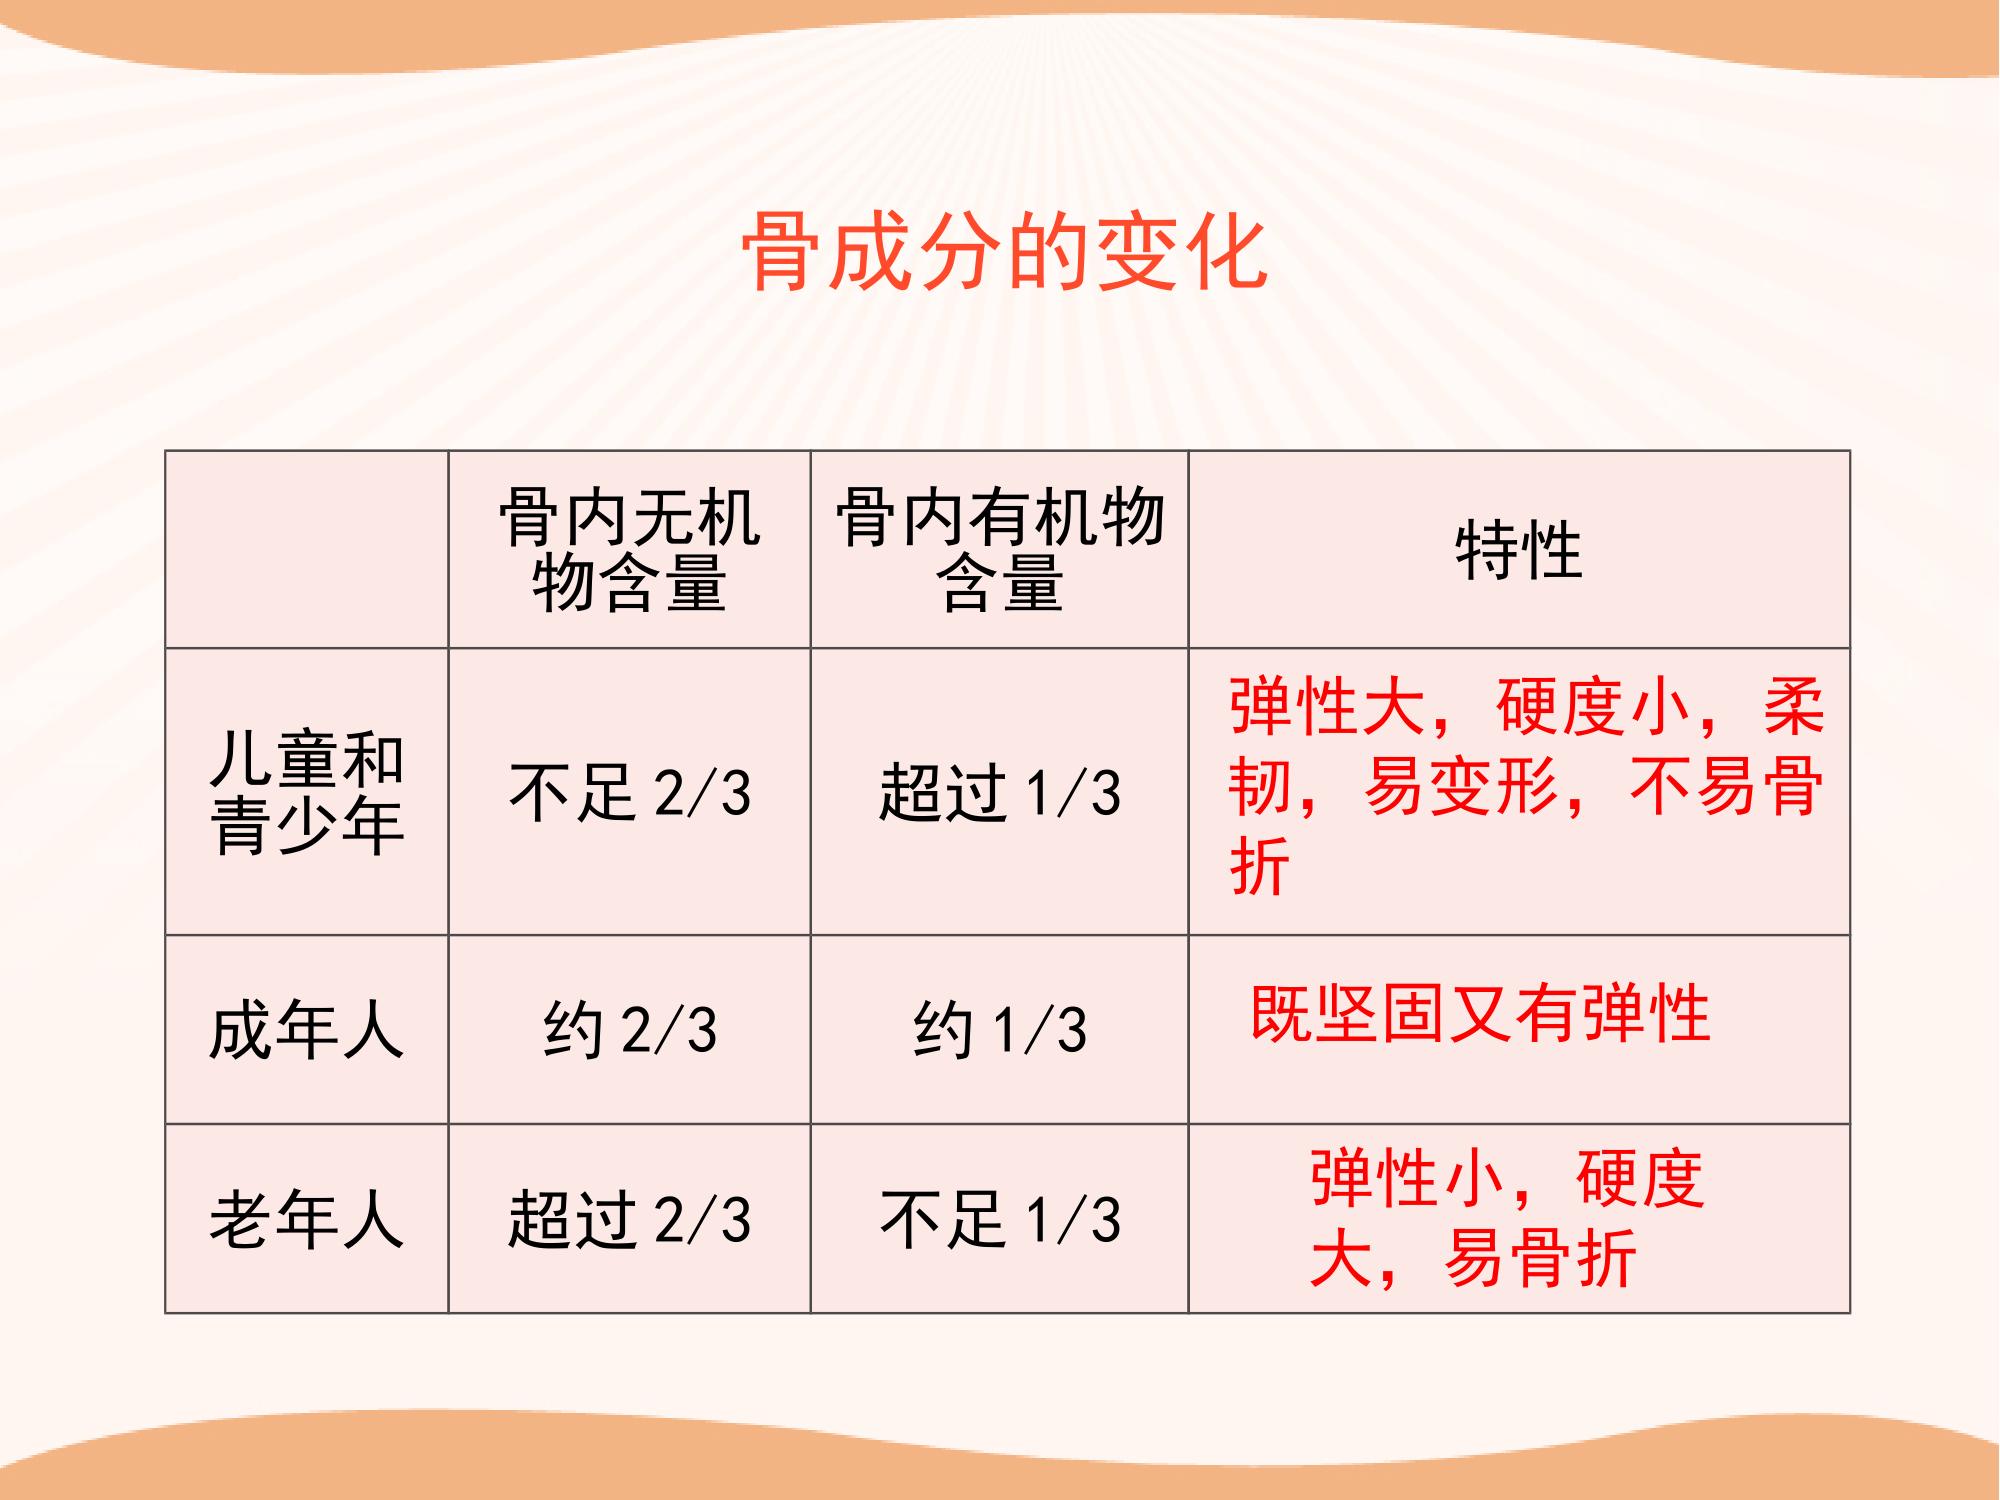 骨成分的变化
骨内无机
物含量
骨内有机物
含量
特性
儿童和
青少年
不足 2/3
超过 1/3
弹性大，硬度小，柔
韧，易变形，不易骨
折
成年人
约 2/3
约 1/3
既坚固又有弹性
老年人
超过 2/3
不足 1/3
弹性小，硬度
大，易骨折